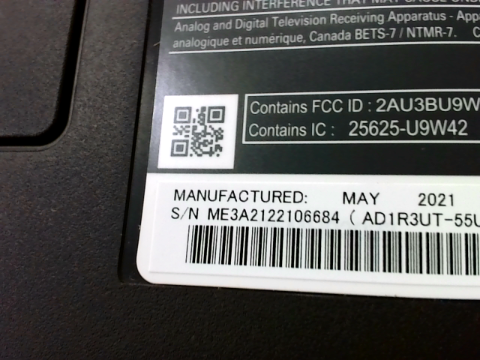 INCLUDING INTERFERENCE THAT MAY CAUSE
Analog and Digital Television Receiving Apparatus -
analogique et numérique, Canada BETS-7 / NTMR-7.
Contains FCC ID : 2AU3BU9W
Contains IC : 25625-U9W42
MANUFACTURED: MAY 2021
S/N ME3A2122106684 ( AD1R3UT-55U